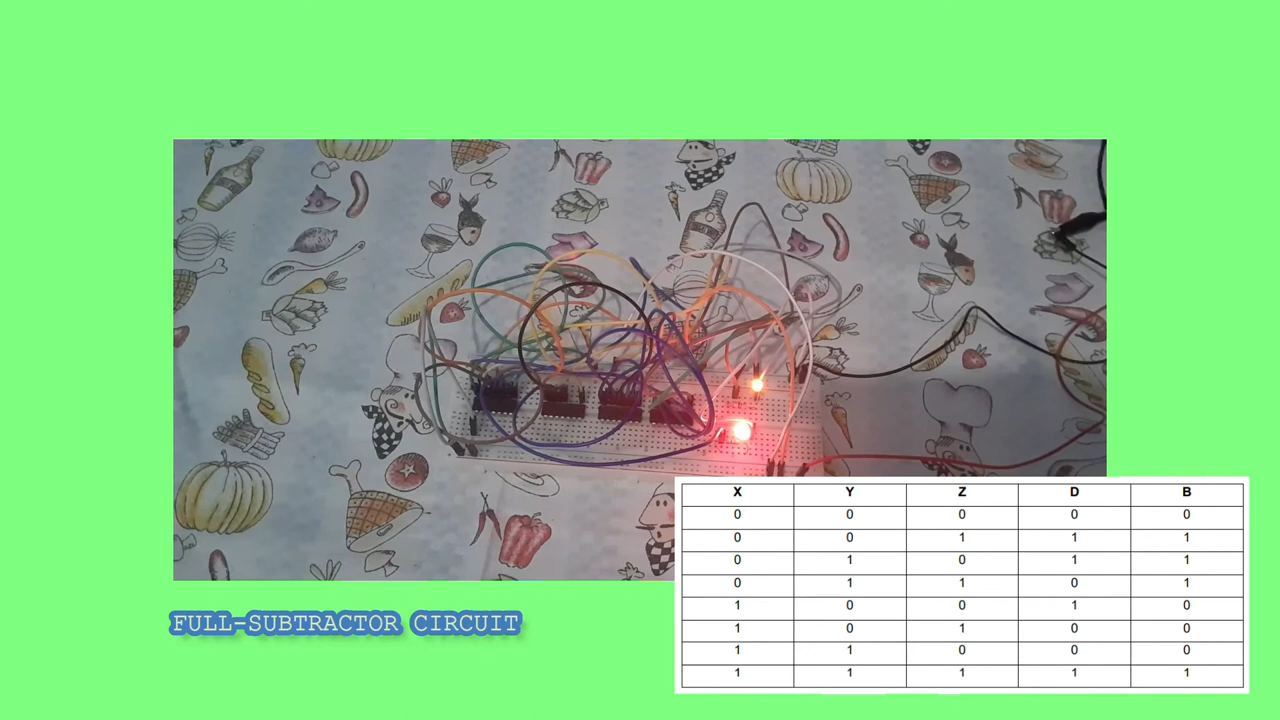 FULL-SUBTRACTOR CIRCUIT
X Y Z D B
0 0 0 0 0
0 0 1 1 1
0 1 0 1 1
0 1 1 0 1
1 0 0 1 0
1 0 1 0 0
1 1 0 0 0
1 1 1 1 1